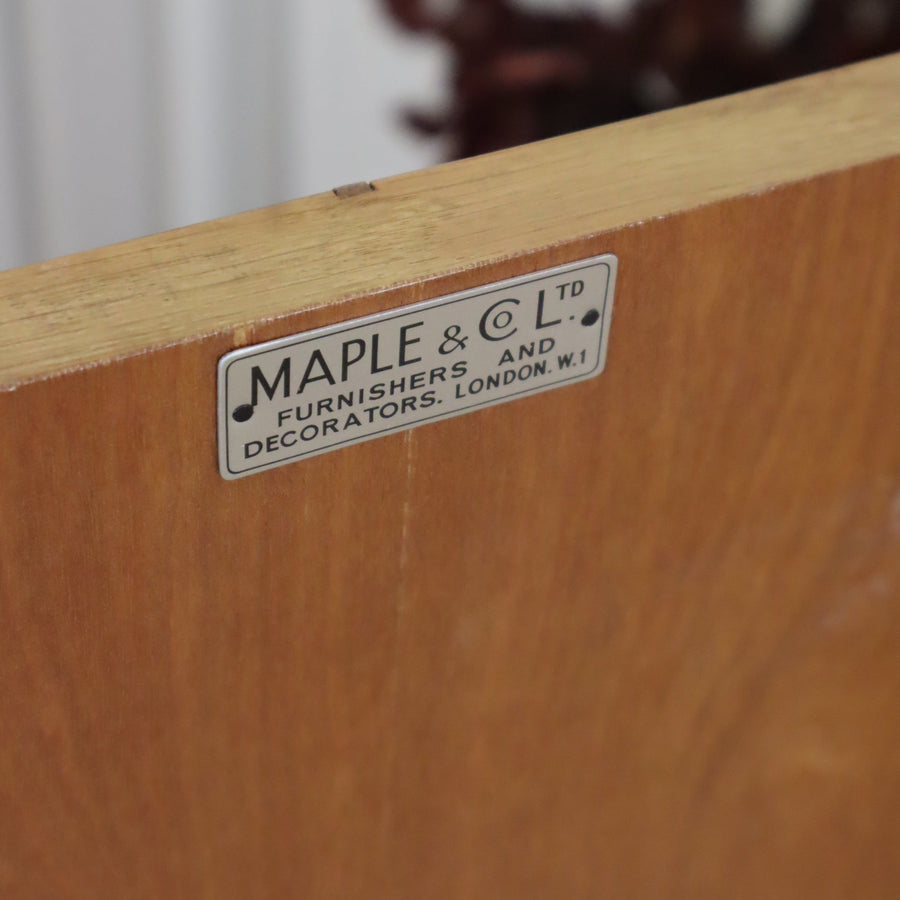 MAPLE & CO LTD.
FURNISHERS AND
DECORATORS. LONDON. W.1